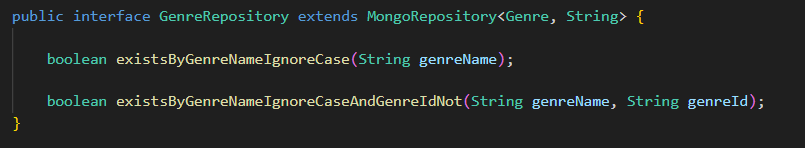 public interface GenreRepository extends MongoRepository<Genre, String> {
boolean existsByGenreNameIgnoreCase(String genreName);
boolean existsByGenreNameIgnoreCaseAndGenreIdNot(String genreName, String genreId);
}